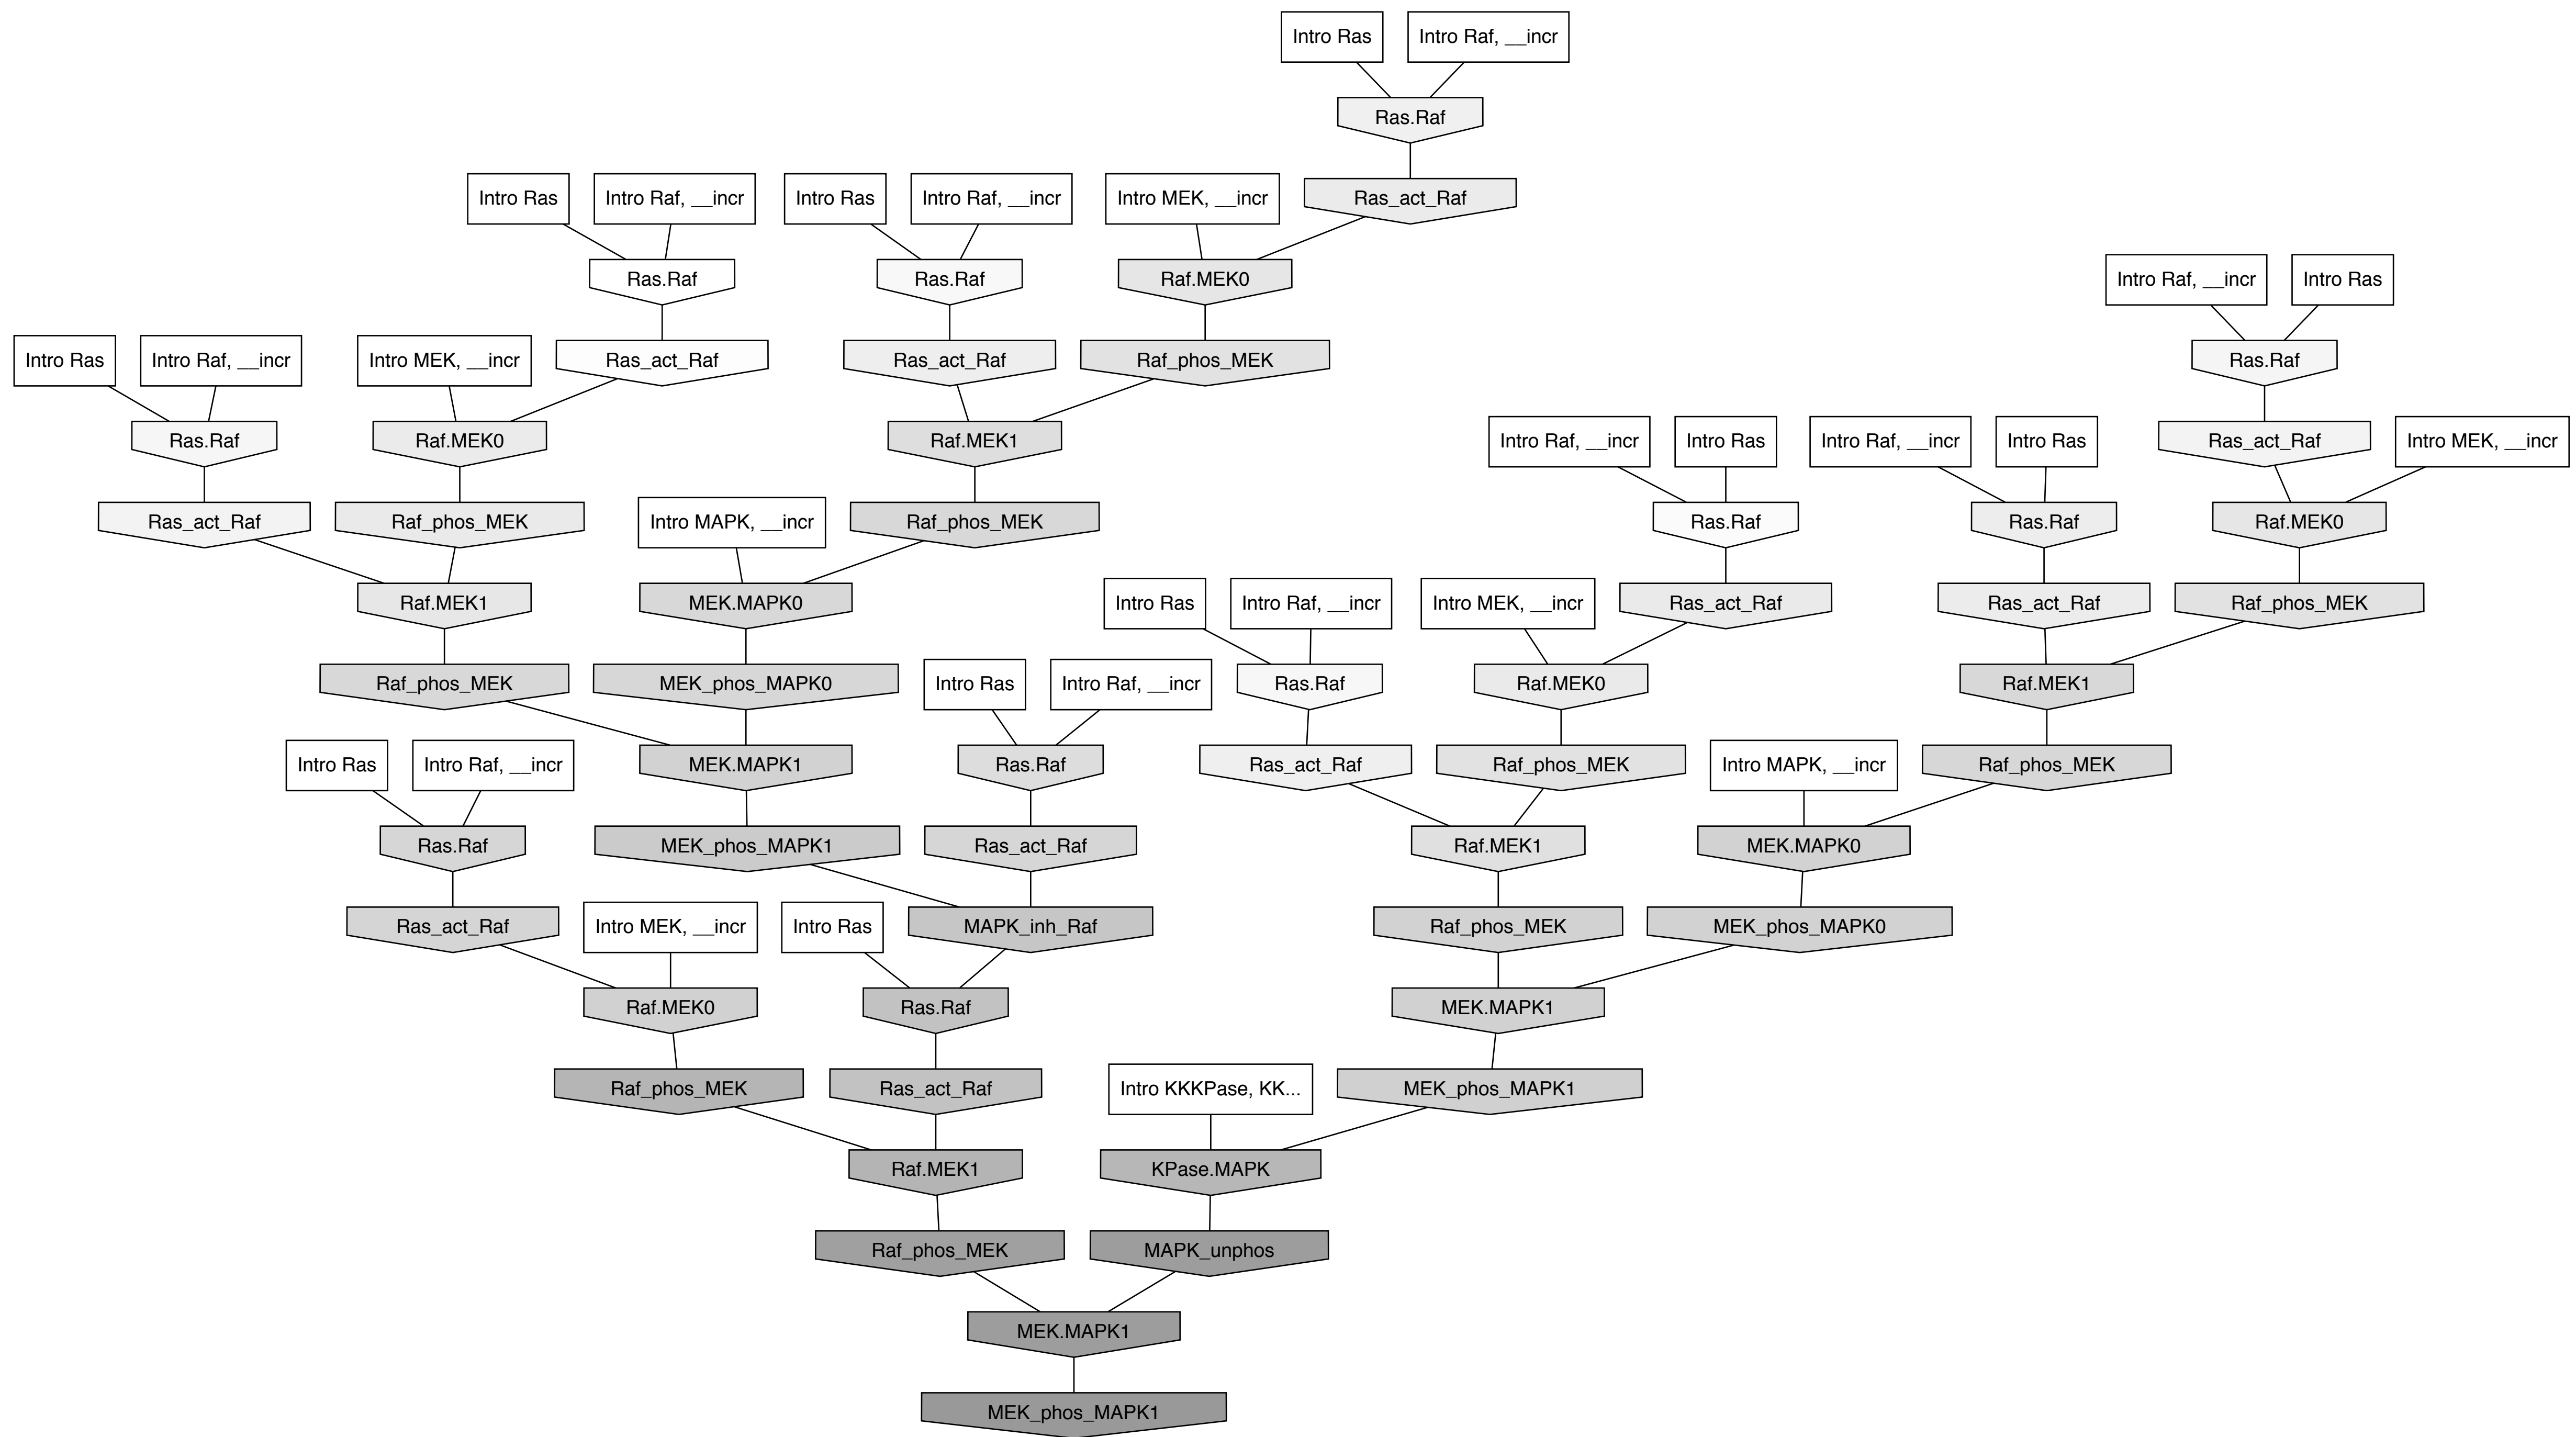 Intro Ras
Intro Raf, __incr
Ras.Raf
Intro Ras
Intro Raf, __incr
Intro Ras
Intro Raf, __incr
Intro MEK, __incr
Ras_act_Raf
Ras.Raf
Ras.Raf
Raf.MEK0
Intro Raf, __incr
Intro Ras
Intro Ras
Intro Raf, __incr
Intro MEK, __incr
Ras_act_Raf
Ras_act_Raf
Raf_phos_MEK
Ras.Raf
Ras.Raf
Raf.MEK0
Raf.MEK1
Intro Raf, __incr
Intro Ras
Intro Raf, __incr
Intro Ras
Ras_act_Raf
Intro MEK, __incr
Ras_act_Raf
Raf_phos_MEK
Intro MAPK, __incr
Raf_phos_MEK
Ras.Raf
Ras.Raf
Raf.MEK0
Raf.MEK1
MEK.MAPK0
Intro Ras
Intro Raf, __incr
Intro MEK, __incr
Ras_act_Raf
Ras_act_Raf
Raf_phos_MEK
Raf_phos_MEK
MEK_phos_MAPK0
Intro Ras
Intro Raf, __incr
Ras.Raf
Raf.MEK0
Raf.MEK1
Intro Ras
Intro Raf, __incr
MEK.MAPK1
Ras.Raf
Ras_act_Raf
Raf_phos_MEK
Intro MAPK, __incr
Raf_phos_MEK
Ras.Raf
MEK_phos_MAPK1
Ras_act_Raf
Raf.MEK1
MEK.MAPK0
Ras_act_Raf
Intro MEK, __incr
Intro Ras
MAPK_inh_Raf
Raf_phos_MEK
MEK_phos_MAPK0
Raf.MEK0
Ras.Raf
MEK.MAPK1
Raf_phos_MEK
Ras_act_Raf
Intro KKKPase, KK...
MEK_phos_MAPK1
Raf.MEK1
KPase.MAPK
Raf_phos_MEK
MAPK_unphos
MEK.MAPK1
MEK_phos_MAPK1